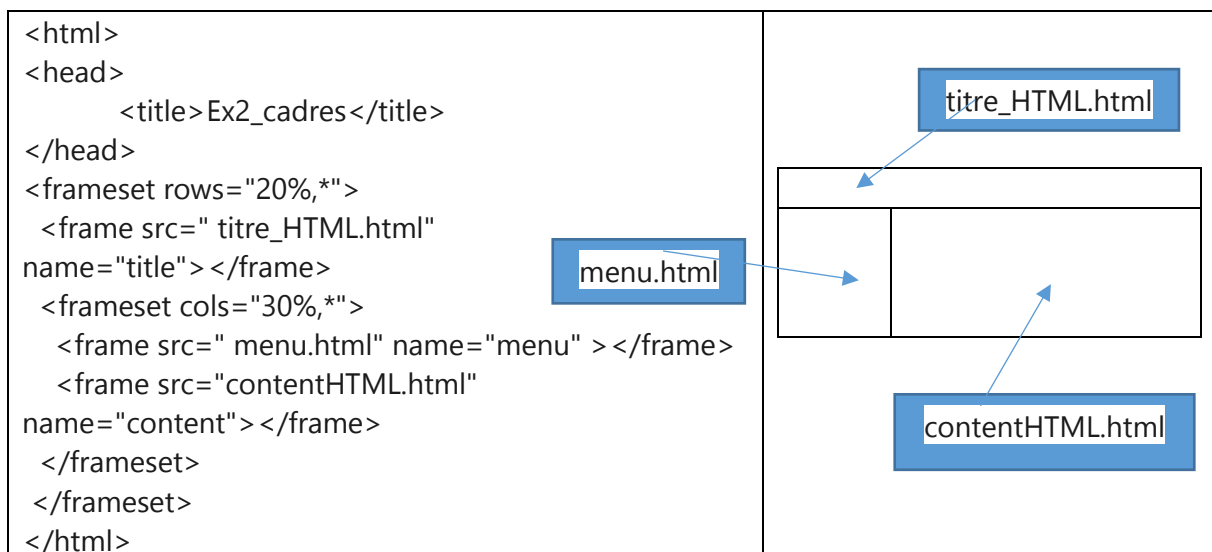 <html>
<head>
<title>Ex2_cadres</title>
</head>
<frameset rows="20%,*">
<frame src=" titre_HTML.html"
name="title"></frame>
<frameset cols="30%,*">
<frame src=" menu.html" name="menu" ></frame>
<frame src="contentHTML.html"
name="content"></frame>
</frameset>
</frameset>
</html>
titre_HTML.html
menu.html
contentHTML.html